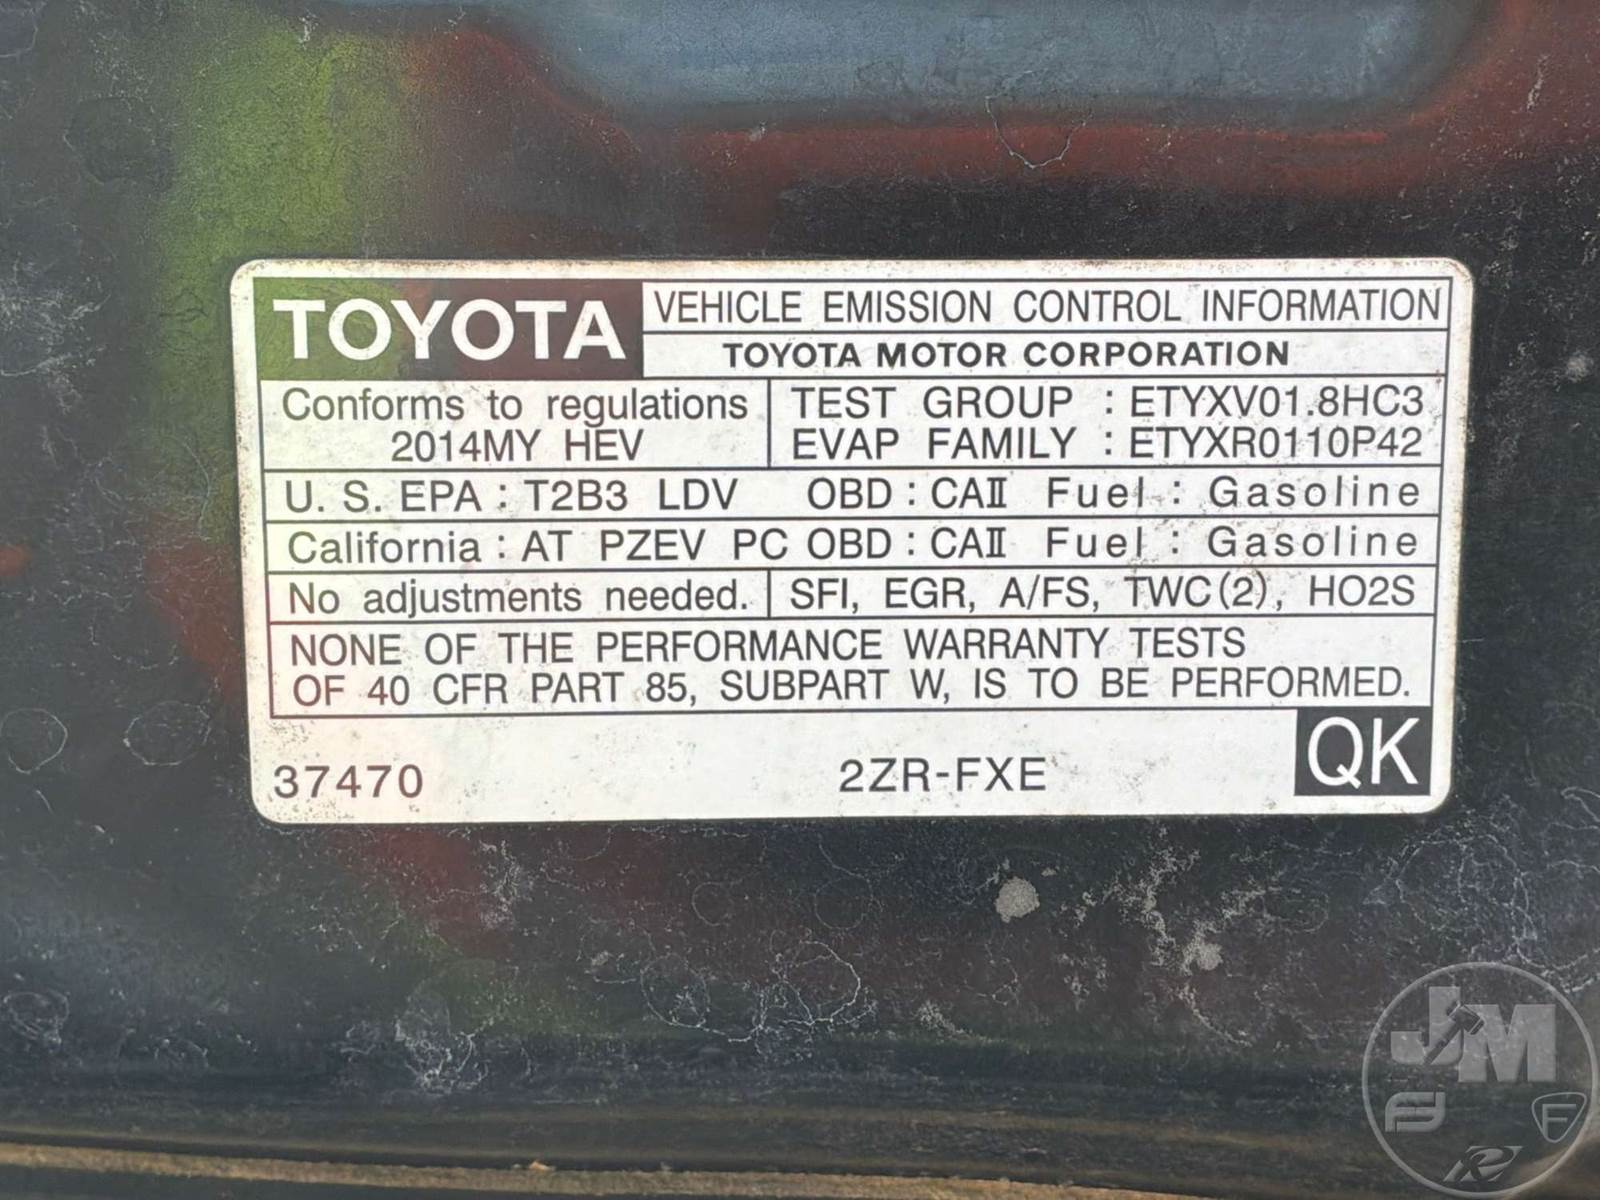 TOYOTA
VEHICLE EMISSION CONTROL INFORMATION
TOYOTA MOTOR CORPORATION
Conforms to regulations
2014MY HEV
TEST GROUP : ETYXV01.8HC3
EVAP FAMILY : ETYXR0110P42
U. S. EPA : T2B3 LDV OBD : CAII Fuel : Gasoline
California : AT PZEV PC OBD : CAII Fuel : Gasoline
No adjustments needed.
SFI, EGR, A/FS, TWC(2), HO2S
NONE OF THE PERFORMANCE WARRANTY TESTS
OF 40 CFR PART 85, SUBPART W, IS TO BE PERFORMED.
37470
2ZR-FXE
QK
JM
F